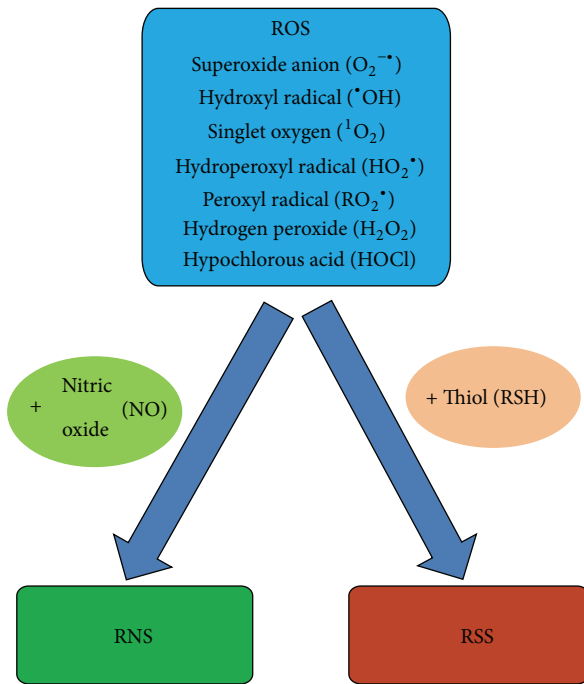 ROS
Superoxide anion (O₂⁻•)
Hydroxyl radical (•OH)
Singlet oxygen (¹O₂)
Hydroperoxyl radical (HO₂•)
Peroxyl radical (RO₂•)
Hydrogen peroxide (H₂O₂)
Hypochlorous acid (HOCl)
+ Nitric oxide (NO)
+ Thiol (RSH)
RNS
RSS